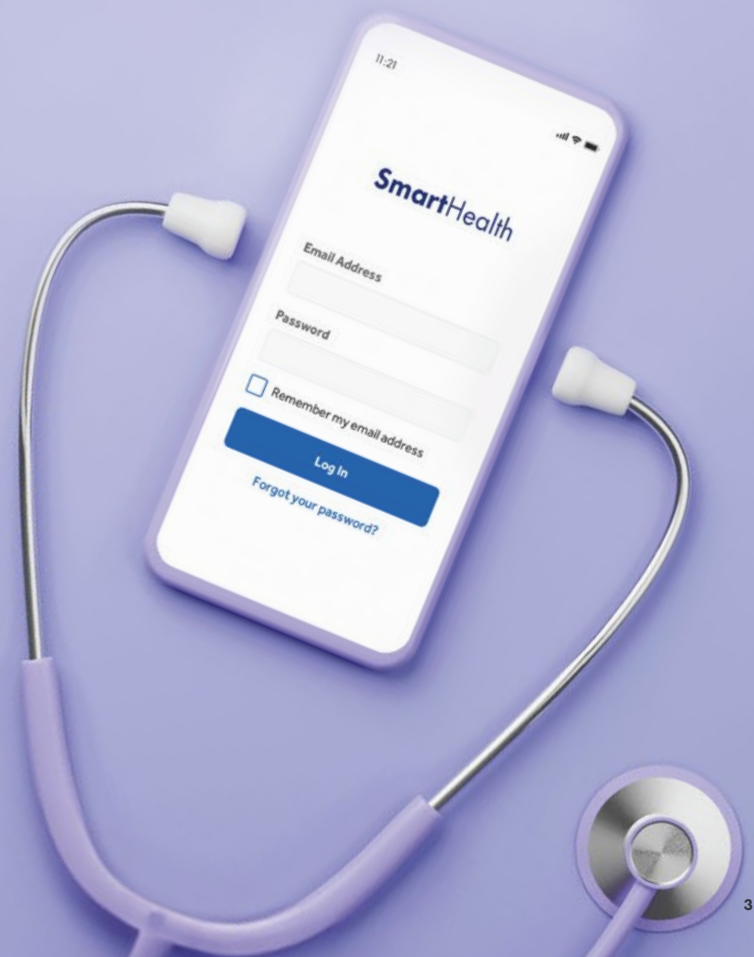 11:21
SmartHealth
Email Address
Password
Remember my email address
Log In
Forgot your password?
3